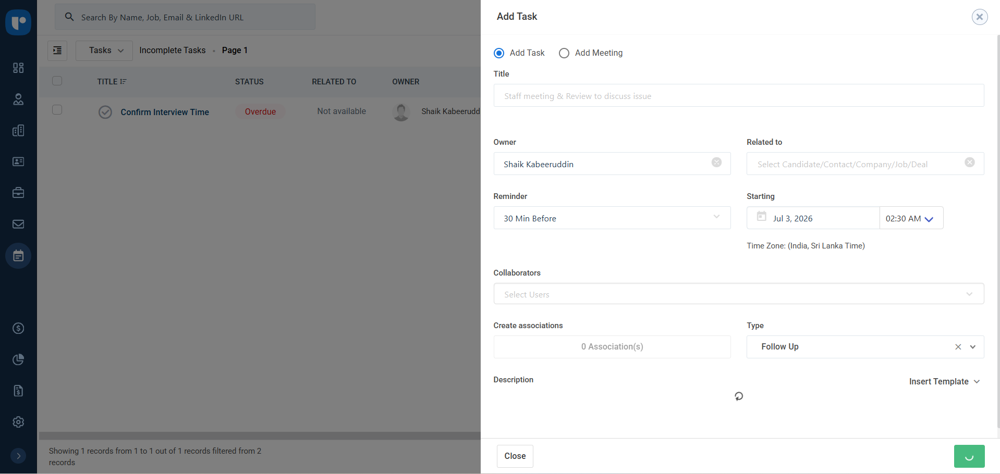 Search By Name, Job, Email & LinkedIn URL
Tasks Incomplete Tasks • Page 1
TITLE STATUS RELATED TO OWNER
Confirm Interview Time Overdue Not available Shaik Kabeerudd
Showing 1 records from 1 to 1 out of 1 records filtered from 2
records
Add Task
Add Task Add Meeting
Title
Staff meeting & Review to discuss issue
Owner Related to
Shaik Kabeeruddin Select Candidate/Contact/Company/Job/Deal
Reminder Starting
30 Min Before Jul 3, 2026 02:30 AM
Time Zone: (India, Sri Lanka Time)
Collaborators
Select Users
Create associations Type
0 Association(s) Follow Up
Description Insert Template
Close